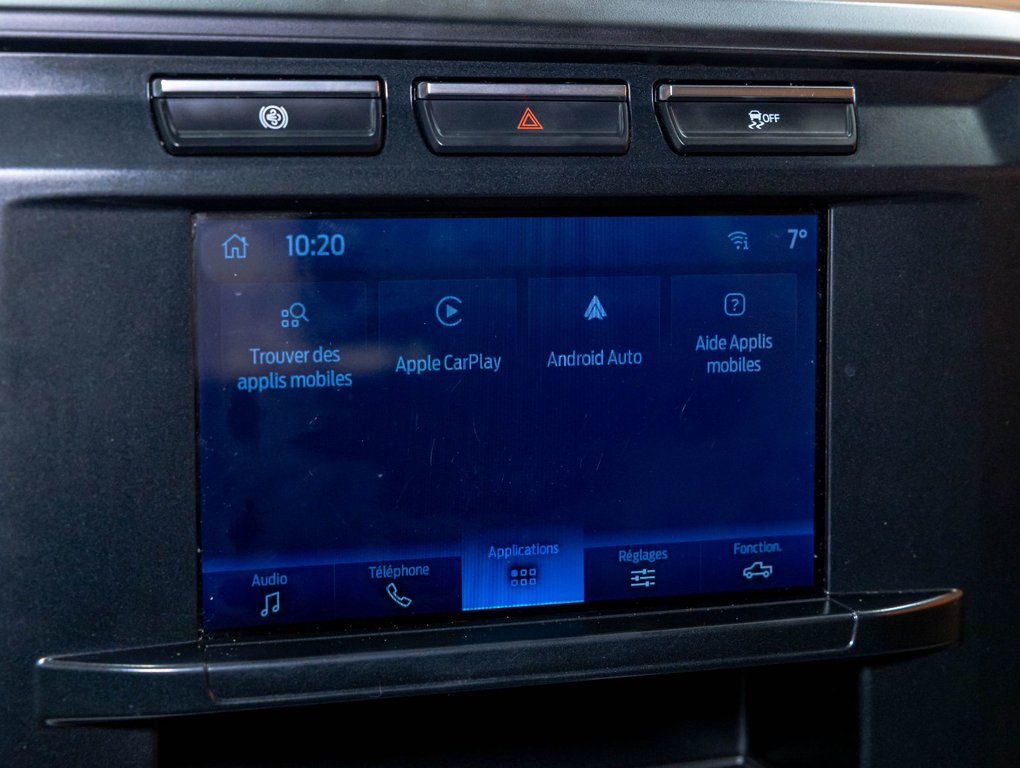 OFF
10:20
7°
Trouver des
applis mobiles
Apple CarPlay
Android Auto
Aide Applis
mobiles
Audio
Téléphone
Applications
Réglages
Fonction.